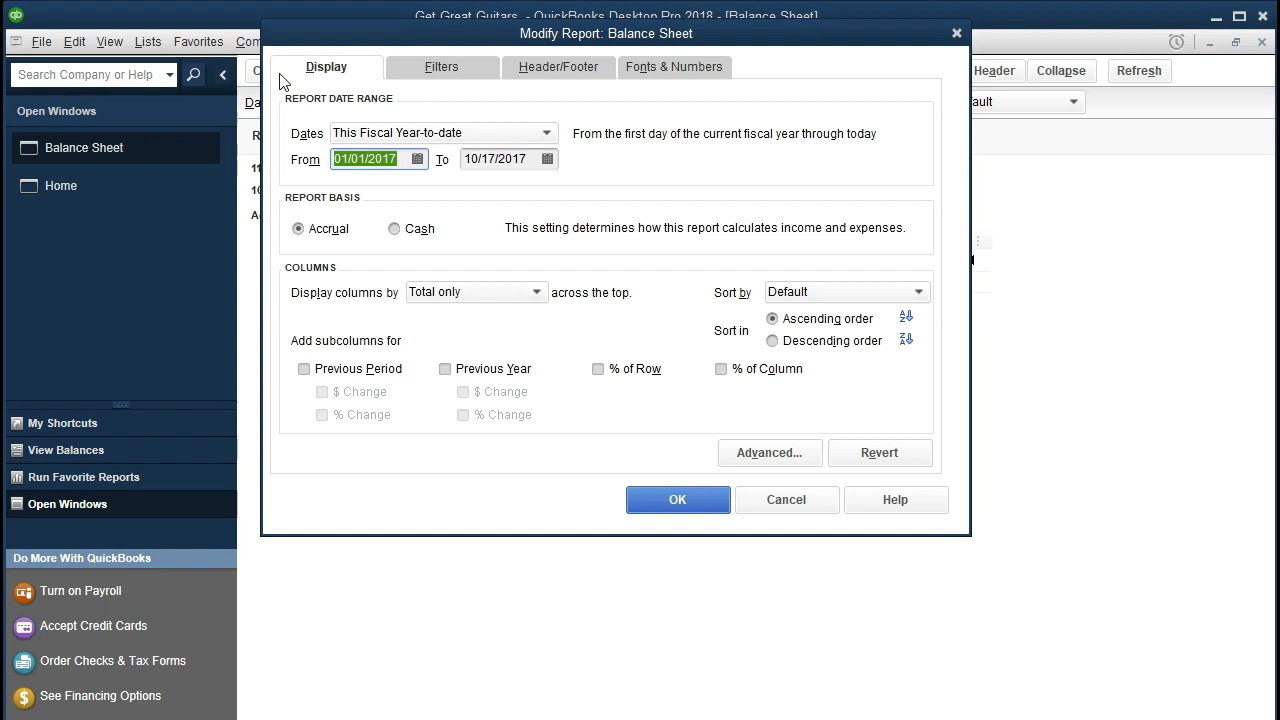 Get Great Guitars - QuickBooks Desktop Pro 2018 - [Balance Sheet]
File Edit View Lists Favorites Com
Modify Report: Balance Sheet
Search Company or Help
Header Collapse Refresh
Display Filters Header/Footer Fonts & Numbers
Open Windows
Da
ault
REPORT DATE RANGE
Dates This Fiscal Year-to-date From the first day of the current fiscal year through today
Balance Sheet
From 01/01/2017 To 10/17/2017
Home
REPORT BASIS
Accrual Cash This setting determines how this report calculates income and expenses.
COLUMNS
Display columns by Total only across the top. Sort by Default
Sort in Ascending order
Descending order
Add subcolumns for
Previous Period Previous Year % of Row % of Column
$ Change $ Change
% Change % Change
Advanced... Revert
OK Cancel Help
My Shortcuts
View Balances
Run Favorite Reports
Open Windows
Do More With QuickBooks
Turn on Payroll
Accept Credit Cards
Order Checks & Tax Forms
See Financing Options